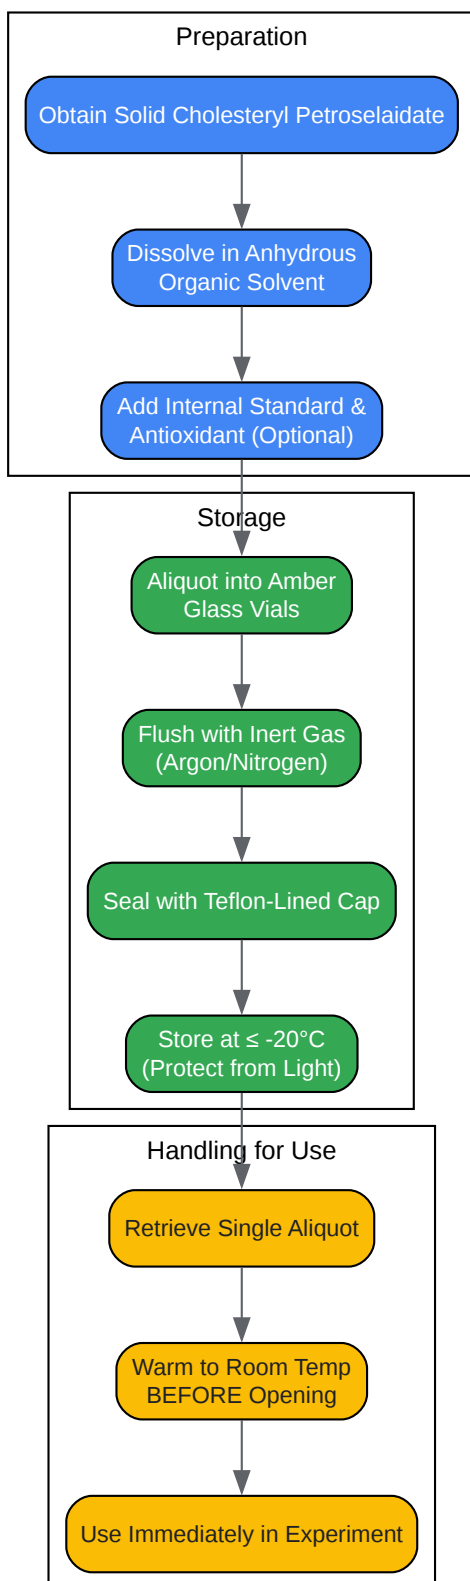 Preparation
Obtain Solid Cholesteryl Petroselaidate
Dissolve in Anhydrous
Organic Solvent
Add Internal Standard &
Antioxidant (Optional)
Storage
Aliquot into Amber
Glass Vials
Flush with Inert Gas
(Argon/Nitrogen)
Seal with Teflon-Lined Cap
Store at ≤ -20°C
(Protect from Light)
Handling for Use
Retrieve Single Aliquot
Warm to Room Temp
BEFORE Opening
Use Immediately in Experiment